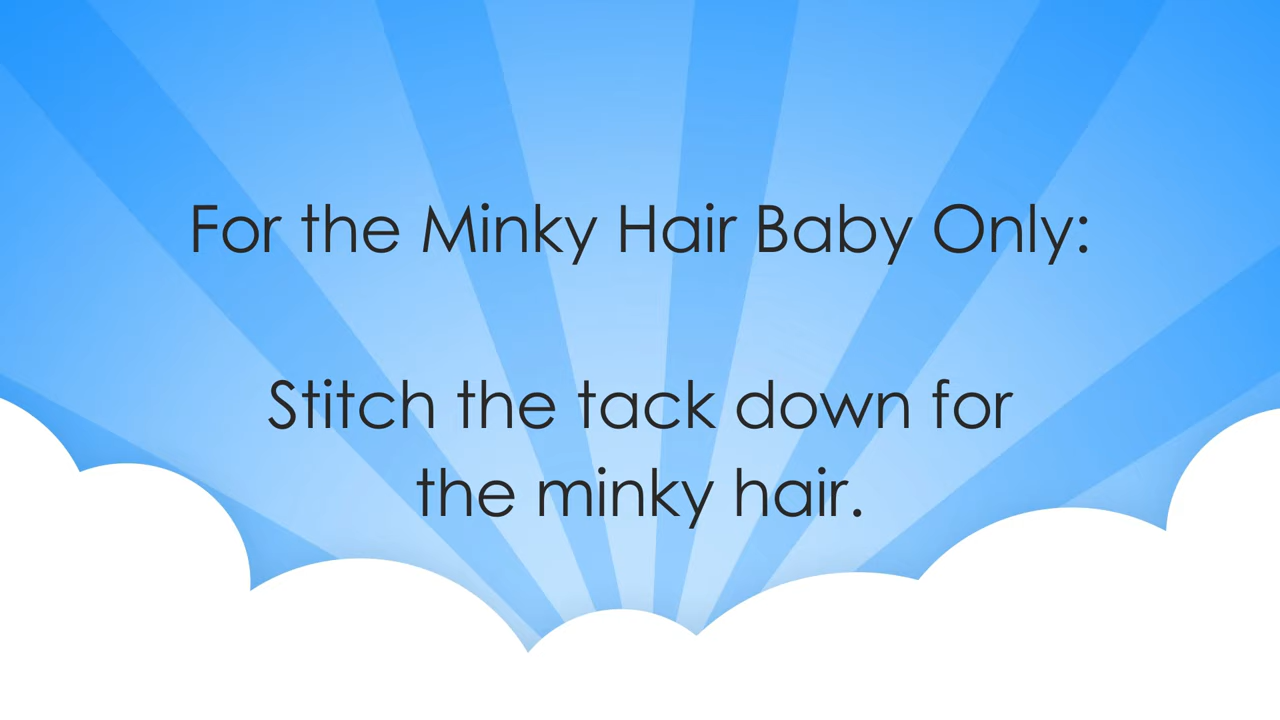 For the Minky Hair Baby Only:
Stitch the tack down for
the minky hair.